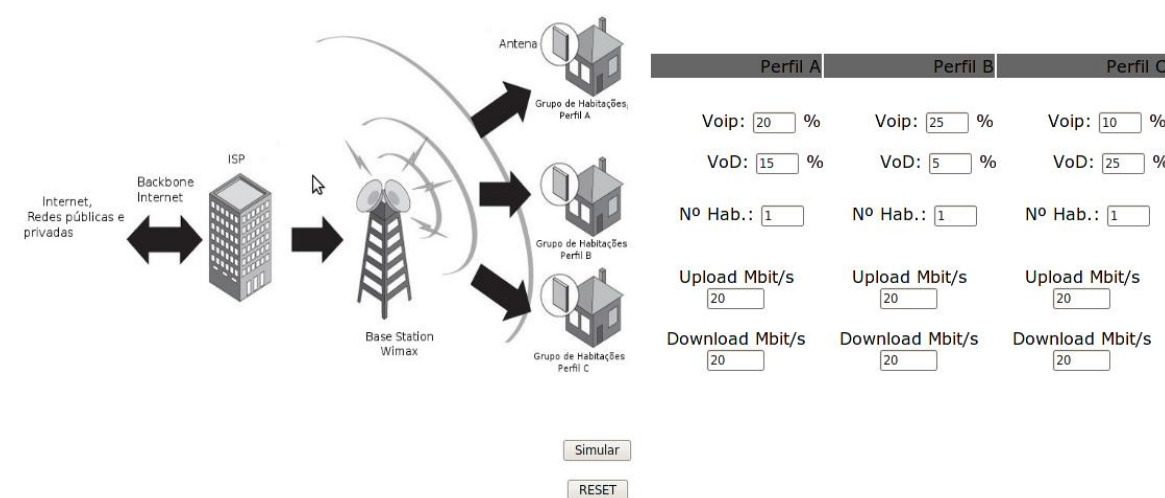 Antena
Grupo de Habitações,
Perfil A
ISP
Backbone
Internet
Internet,
Redes públicas e
privadas
Grupo de Habitações
Perfil B
Base Station
Wimax
Grupo de Habitações
Perfil C
Perfil A Perfil B Perfil C
Voip: 20 % Voip: 25 % Voip: 10 %
VoD: 15 % VoD: 5 % VoD: 25 %
Nº Hab.: 1 Nº Hab.: 1 Nº Hab.: 1
Upload Mbit/s Upload Mbit/s Upload Mbit/s
20 20 20
Download Mbit/s Download Mbit/s Download Mbit/s
20 20 20
Simular
RESET